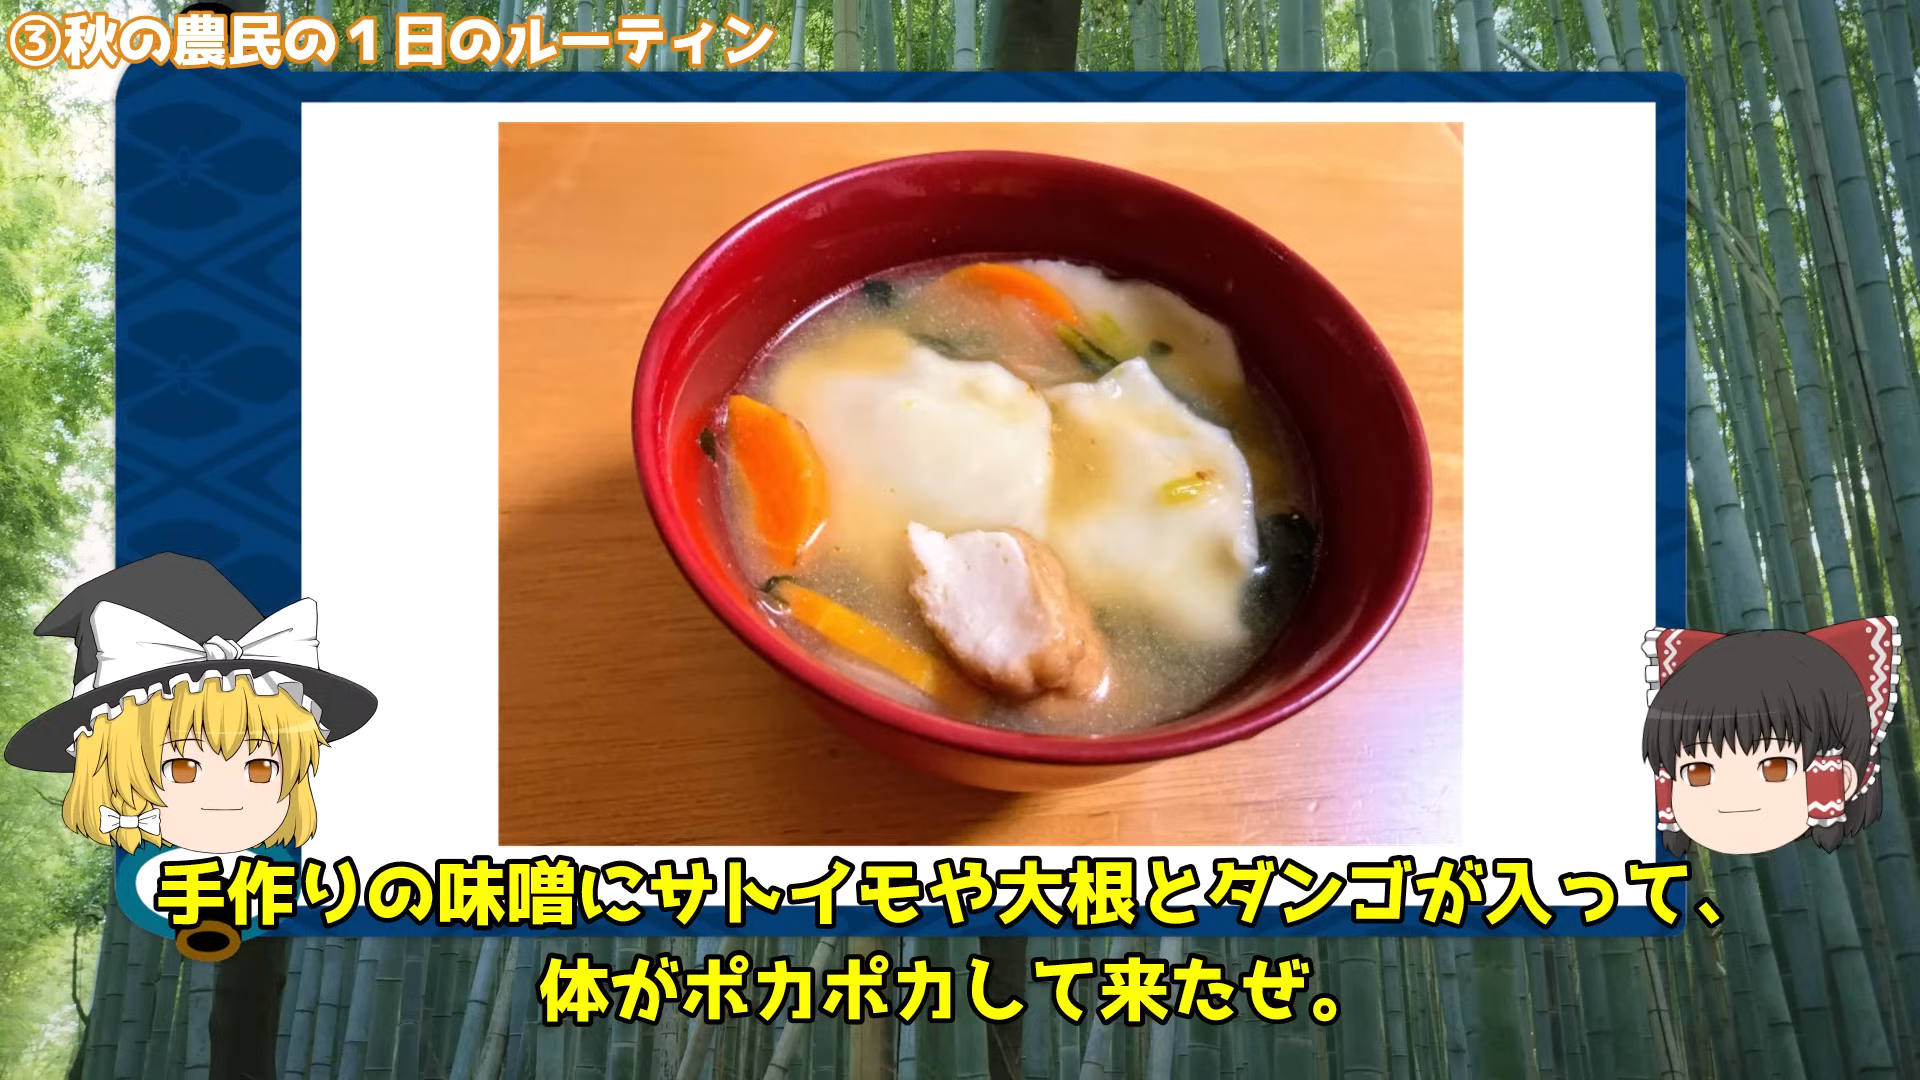 ③秋の農民の１日のルーティン
手作りの味噌にサトイモや大根とダンゴが入って、
体がポカポカして来たぜ。